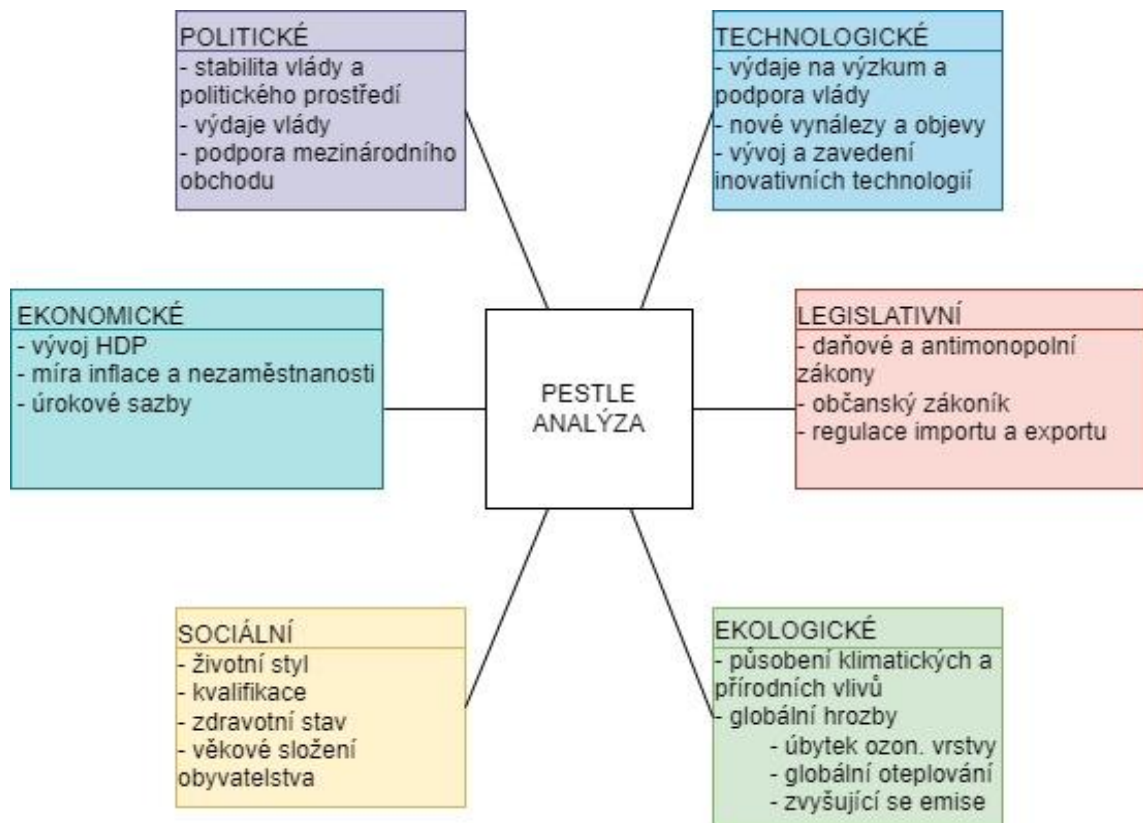 POLITICKÉ
- stabilita vlády a
politického prostředí
- výdaje vlády
- podpora mezinárodního
obchodu
TECHNOLOGICKÉ
- výdaje na výzkum a
podpora vlády
- nové vynálezy a objevy
- vývoj a zavedení
inovativních technologií
EKONOMICKÉ
- vývoj HDP
- míra inflace a nezaměstnanosti
- úrokové sazby
PESTLE
ANALÝZA
LEGISLATIVNÍ
- daňové a antimonopolní
zákony
- občanský zákoník
- regulace importu a exportu
SOCIÁLNÍ
- životní styl
- kvalifikace
- zdravotní stav
- věkové složení
obyvatelstva
EKOLOGICKÉ
- působení klimatických a
přírodních vlivů
- globální hrozby
- úbytek ozon. vrstvy
- globální oteplování
- zvyšující se emise